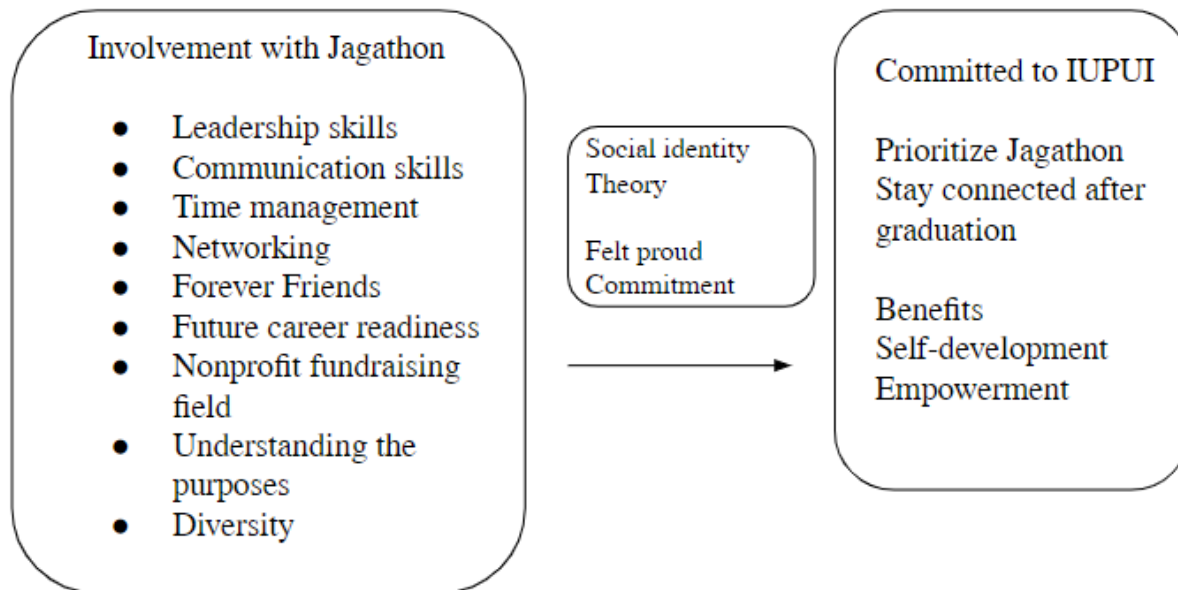 Involvement with Jagathon
● Leadership skills
● Communication skills
● Time management
● Networking
● Forever Friends
● Future career readiness
● Nonprofit fundraising
field
● Understanding the
purposes
● Diversity
Social identity
Theory
Felt proud
Commitment
Committed to IUPUI
Prioritize Jagathon
Stay connected after
graduation
Benefits
Self-development
Empowerment